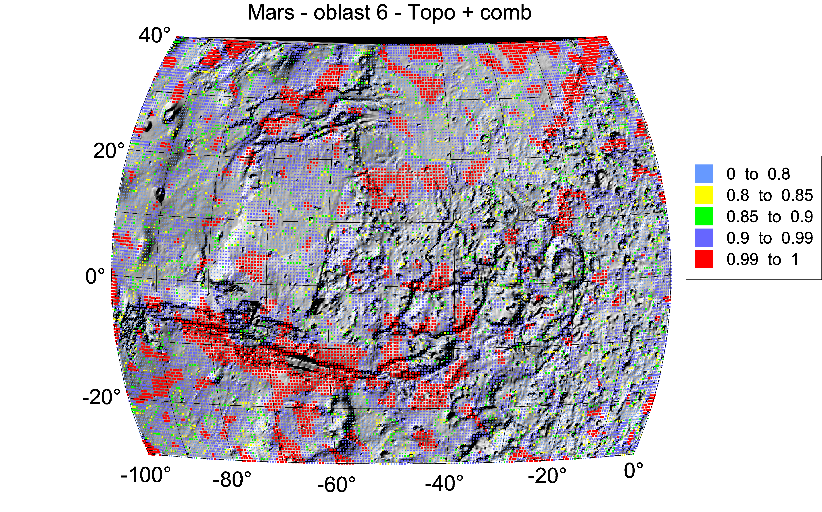 Mars - oblast 6 - Topo + comb
40°
20°
0°
-20°
-100°
-80°
-60°
-40°
-20°
0°
0 to 0.8
0.8 to 0.85
0.85 to 0.9
0.9 to 0.99
0.99 to 1